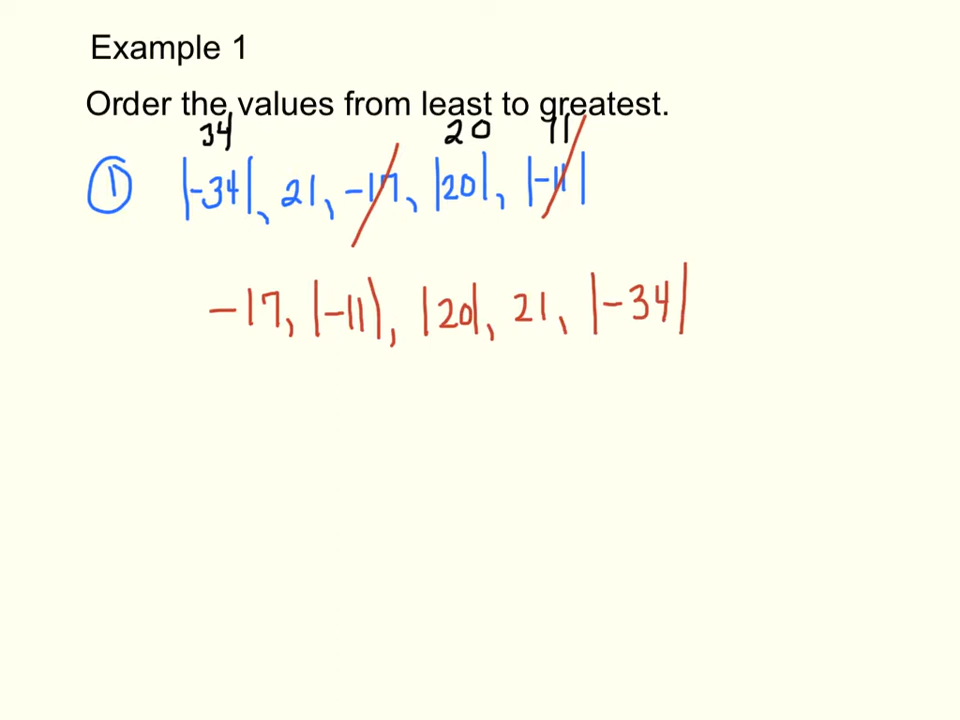 Example 1
Order the values from least to greatest.
34 20 11
① |-34|, 21, -17, |20|, |-11|
-17, |-11|, |20|, 21, |-34|